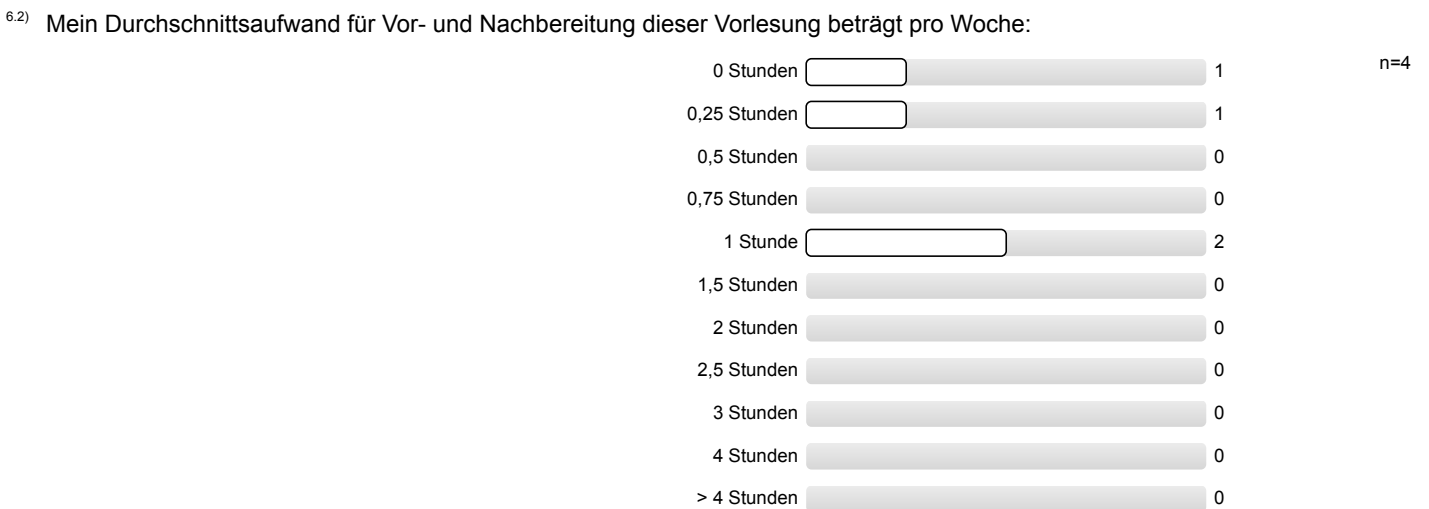 6.2) Mein Durchschnittsaufwand für Vor- und Nachbereitung dieser Vorlesung beträgt pro Woche:
n=4
0 Stunden 1
0,25 Stunden 1
0,5 Stunden 0
0,75 Stunden 0
1 Stunde 2
1,5 Stunden 0
2 Stunden 0
2,5 Stunden 0
3 Stunden 0
4 Stunden 0
> 4 Stunden 0